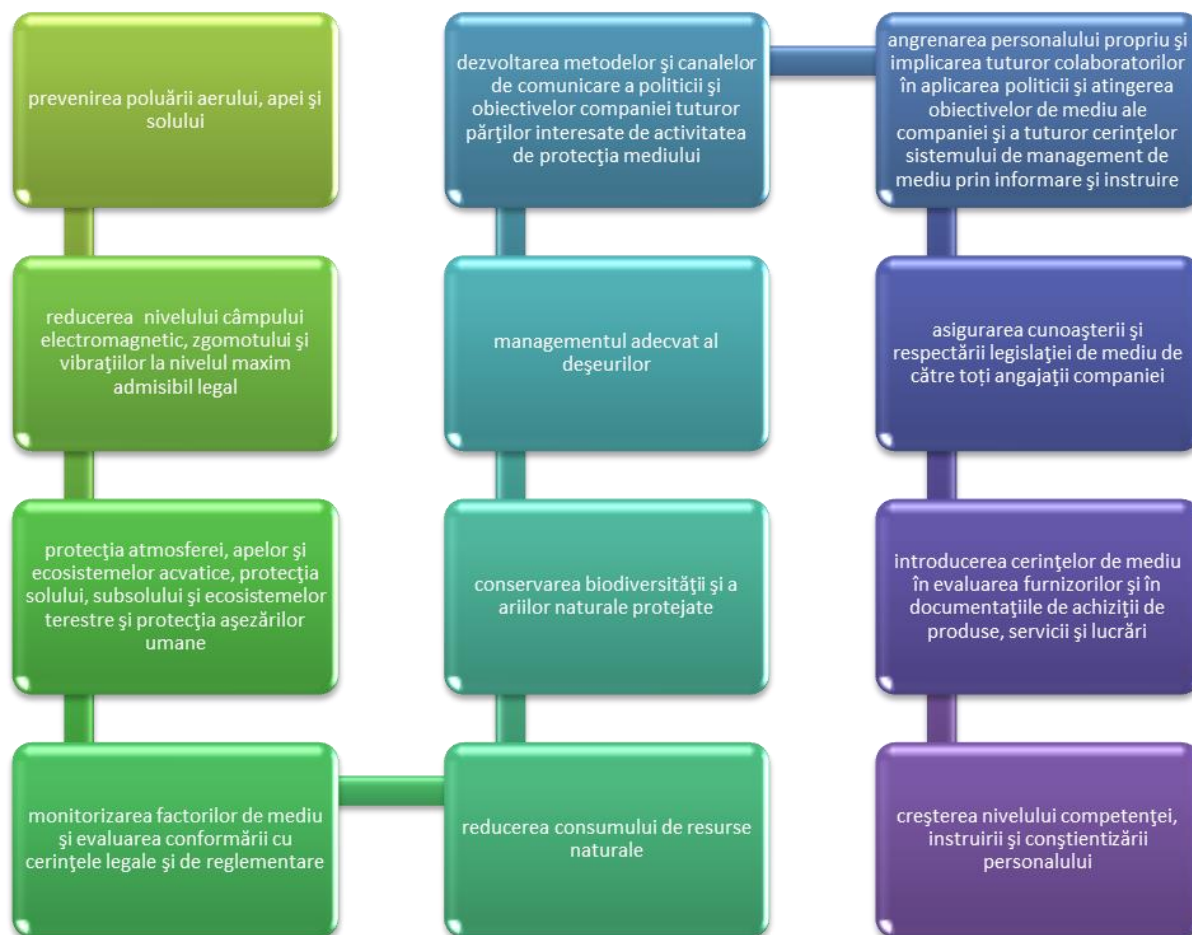 prevenirea poluării aerului, apei şi
solului
reducerea  nivelului câmpului
electromagnetic, zgomotului şi
vibraţiilor la nivelul maxim
admisibil legal
protecţia atmosferei, apelor şi
ecosistemelor acvatice, protecţia
solului, subsolului şi ecosistemelor
terestre şi protecţia aşezărilor
umane
monitorizarea factorilor de mediu
şi evaluarea conformării cu
cerinţele legale şi de reglementare
reducerea consumului de resurse
naturale
conservarea biodiversităţii şi a
ariilor naturale protejate
managementul adecvat al
deşeurilor
dezvoltarea metodelor şi canalelor
de comunicare a politicii şi
obiectivelor companiei tuturor
părţilor interesate de activitatea
de protecţia mediului
angrenarea personalului propriu şi
implicarea tuturor colaboratorilor
în aplicarea politicii şi atingerea
obiectivelor de mediu ale
companiei şi a tuturor cerinţelor
sistemului de management de
mediu prin informare şi instruire
asigurarea cunoaşterii şi
respectării legislaţiei de mediu de
către toți angajaţii companiei
introducerea cerinţelor de mediu
în evaluarea furnizorilor şi în
documentaţiile de achiziţii de
produse, servicii şi lucrări
creşterea nivelului competenţei,
instruirii şi conştientizării
personalului